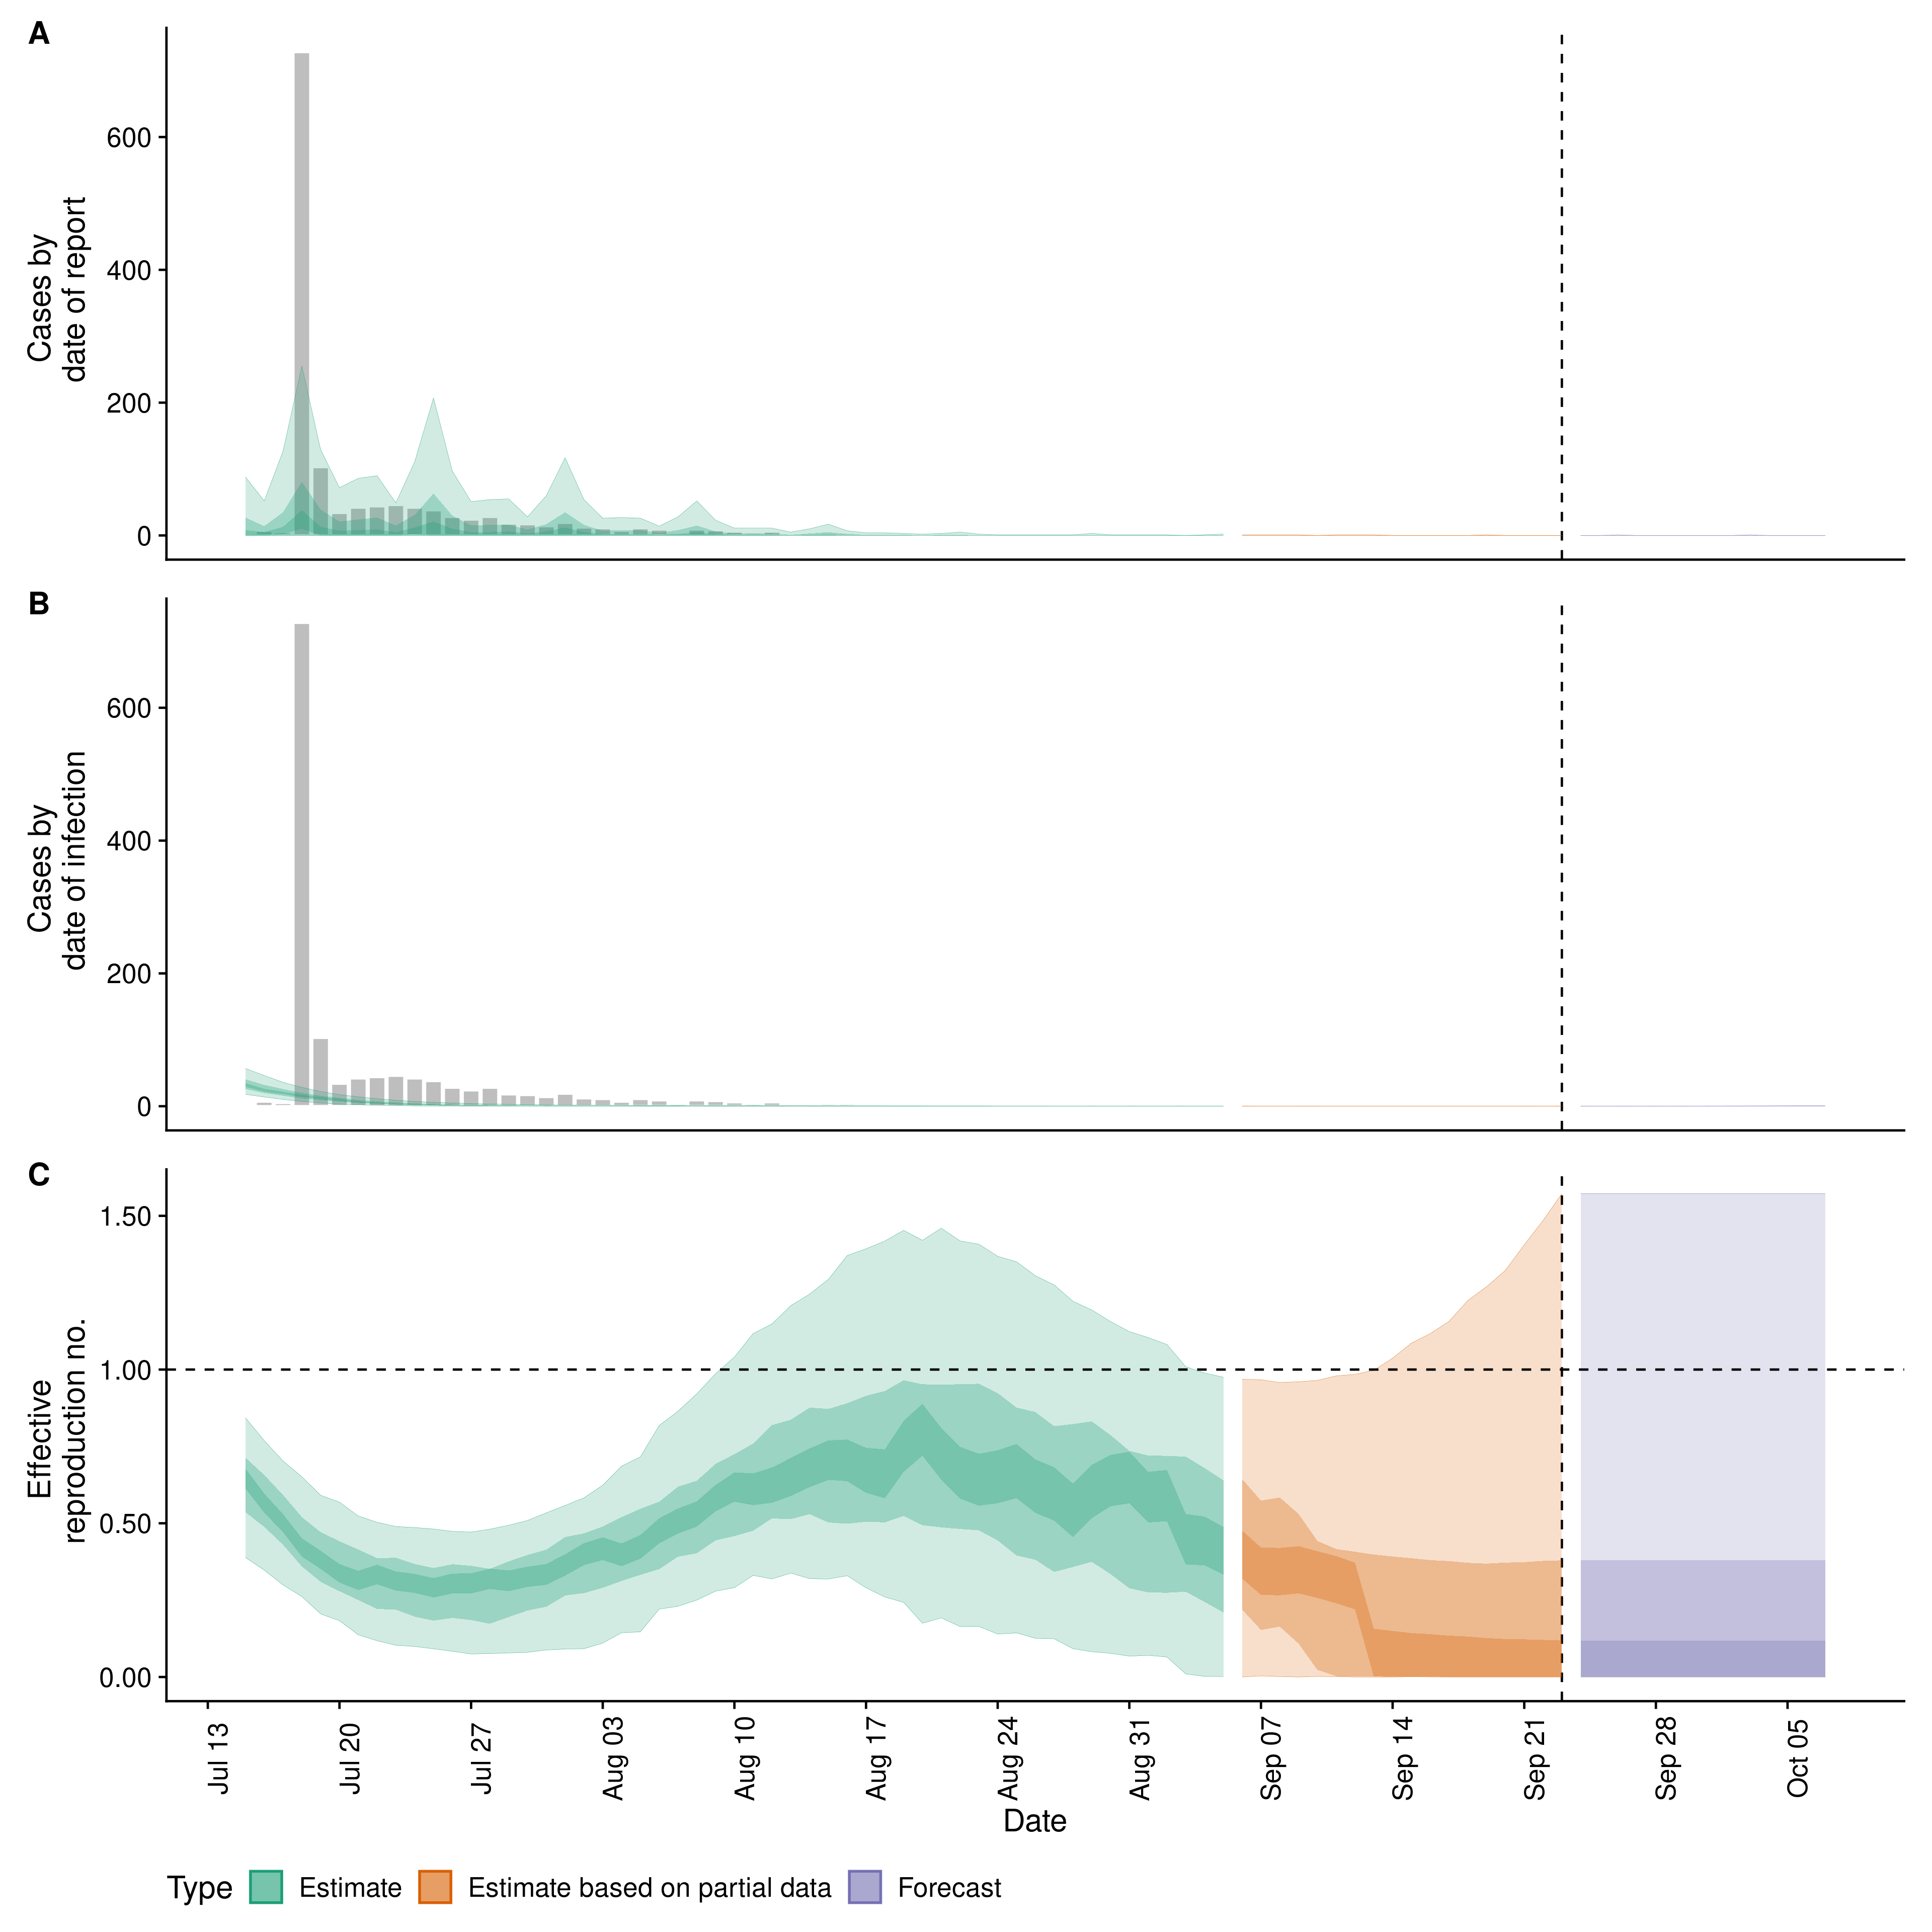 A
600
400
200
0
Cases by
date of report
B
600
400
200
0
Cases by
date of infection
C
1.50
1.00
0.50
0.00
Effective
reproduction no.
Jul 13
Jul 20
Jul 27
Aug 03
Aug 10
Aug 17
Aug 24
Aug 31
Sep 07
Sep 14
Sep 21
Sep 28
Oct 05
Date
Type Estimate Estimate based on partial data Forecast